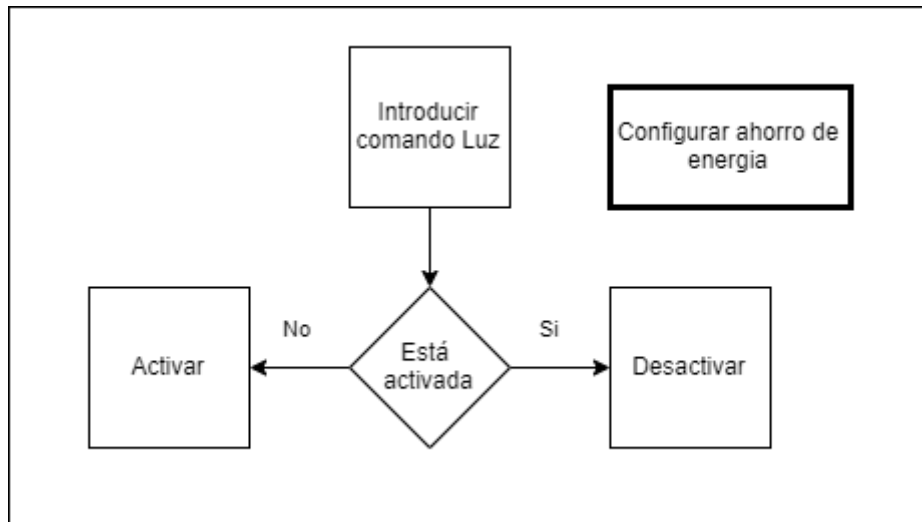 Introducir
comando Luz
Configurar ahorro de
energia
No
Si
Activar
Está
activada
Desactivar